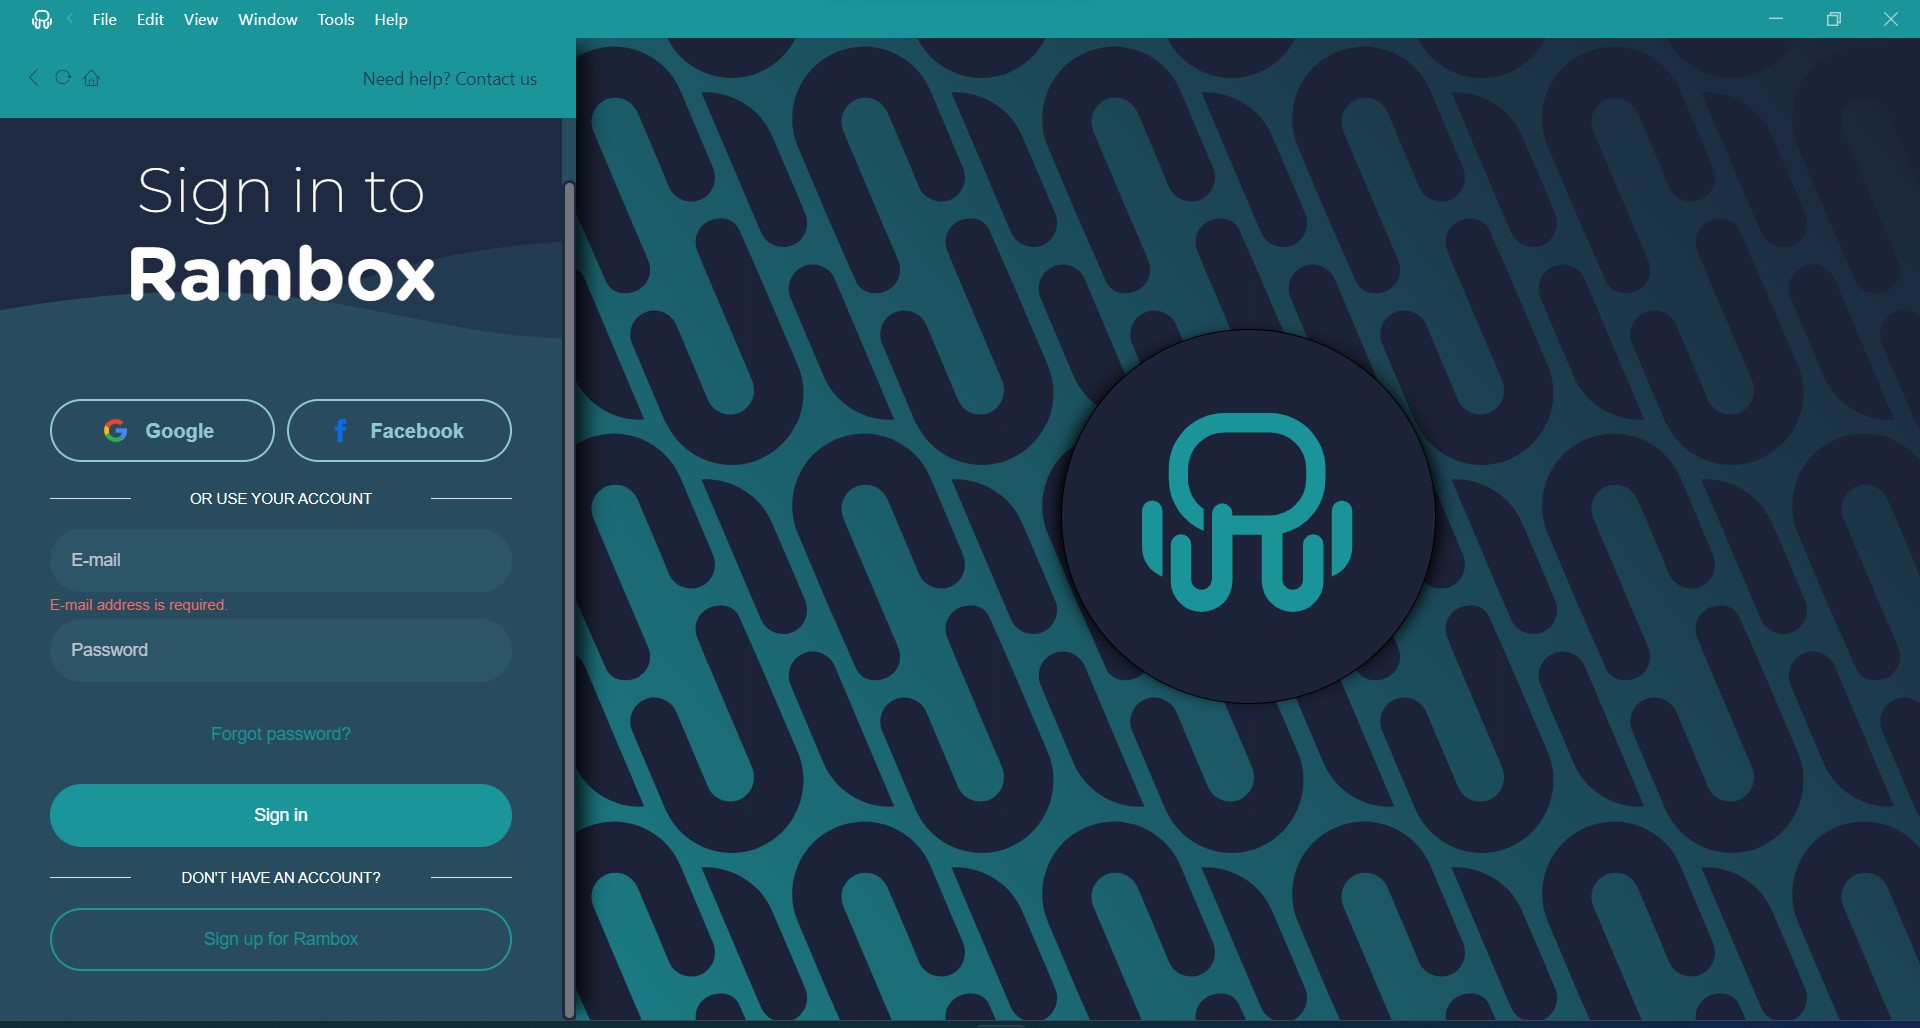 File Edit View Window Tools Help
Need help? Contact us
Sign in to
Rambox
Google Facebook
OR USE YOUR ACCOUNT
E-mail
E-mail address is required.
Password
Forgot password?
Sign in
DON'T HAVE AN ACCOUNT?
Sign up for Rambox